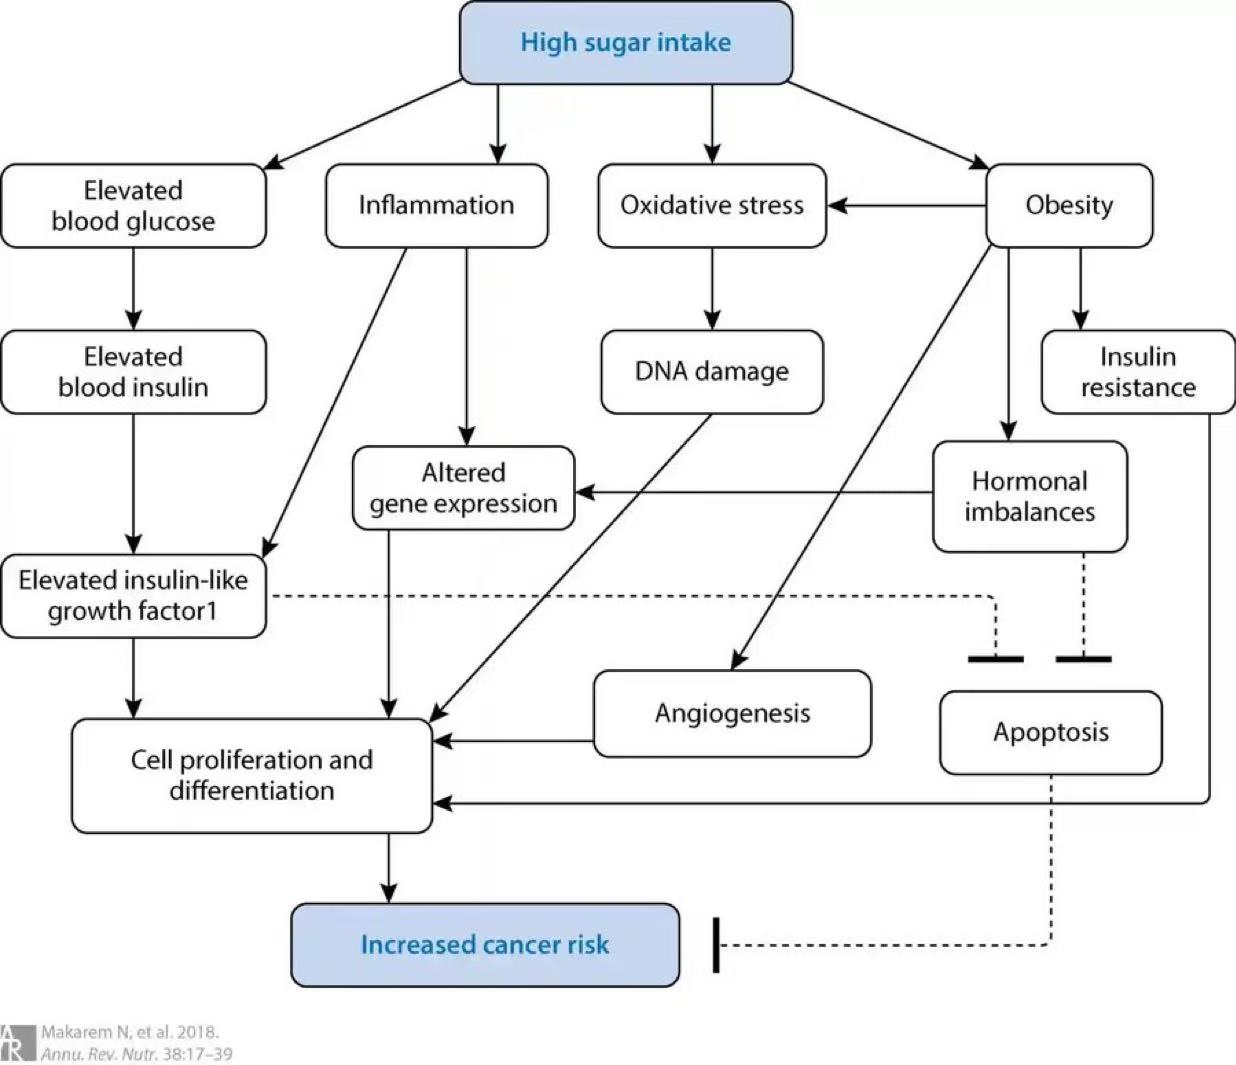 High sugar intake
Elevated
blood glucose
Inflammation
Oxidative stress
Obesity
Elevated
blood insulin
DNA damage
Insulin
resistance
Altered
gene expression
Hormonal
imbalances
Elevated insulin-like
growth factor1
Angiogenesis
Apoptosis
Cell proliferation and
differentiation
Increased cancer risk
AR
Makarem N, et al. 2018.
Annu. Rev. Nutr. 38:17–39